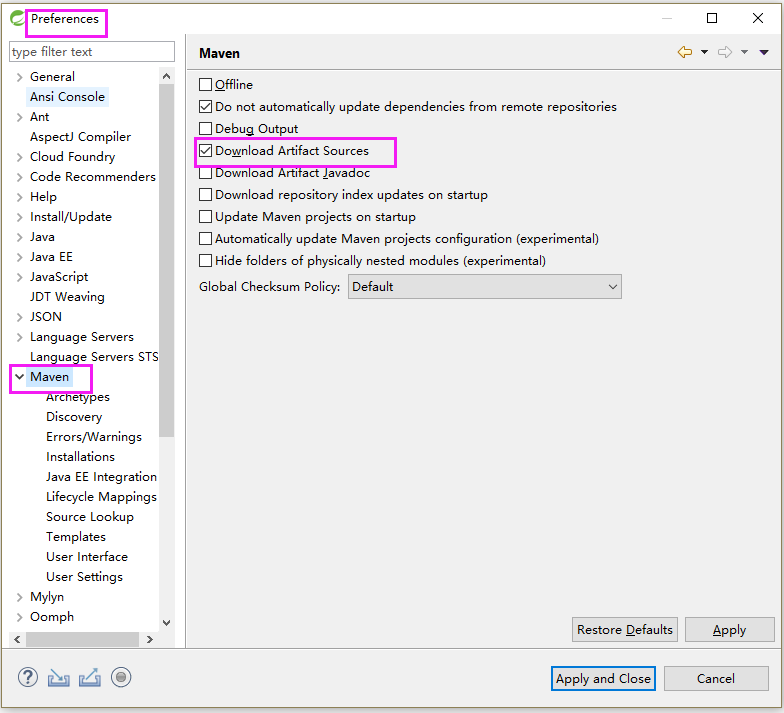 Preferences
type filter text
General
Ansi Console
Ant
AspectJ Compiler
Cloud Foundry
Code Recommenders
Help
Install/Update
Java
Java EE
JavaScript
JDT Weaving
JSON
Language Servers
Language Servers STS
Maven
Archetypes
Discovery
Errors/Warnings
Installations
Java EE Integration
Lifecycle Mappings
Source Lookup
Templates
User Interface
User Settings
Mylyn
Oomph
Maven
Offline
Do not automatically update dependencies from remote repositories
Debug Output
Download Artifact Sources
Download Artifact Javadoc
Download repository index updates on startup
Update Maven projects on startup
Automatically update Maven projects configuration (experimental)
Hide folders of physically nested modules (experimental)
Global Checksum Policy: Default
Restore Defaults Apply
Apply and Close Cancel